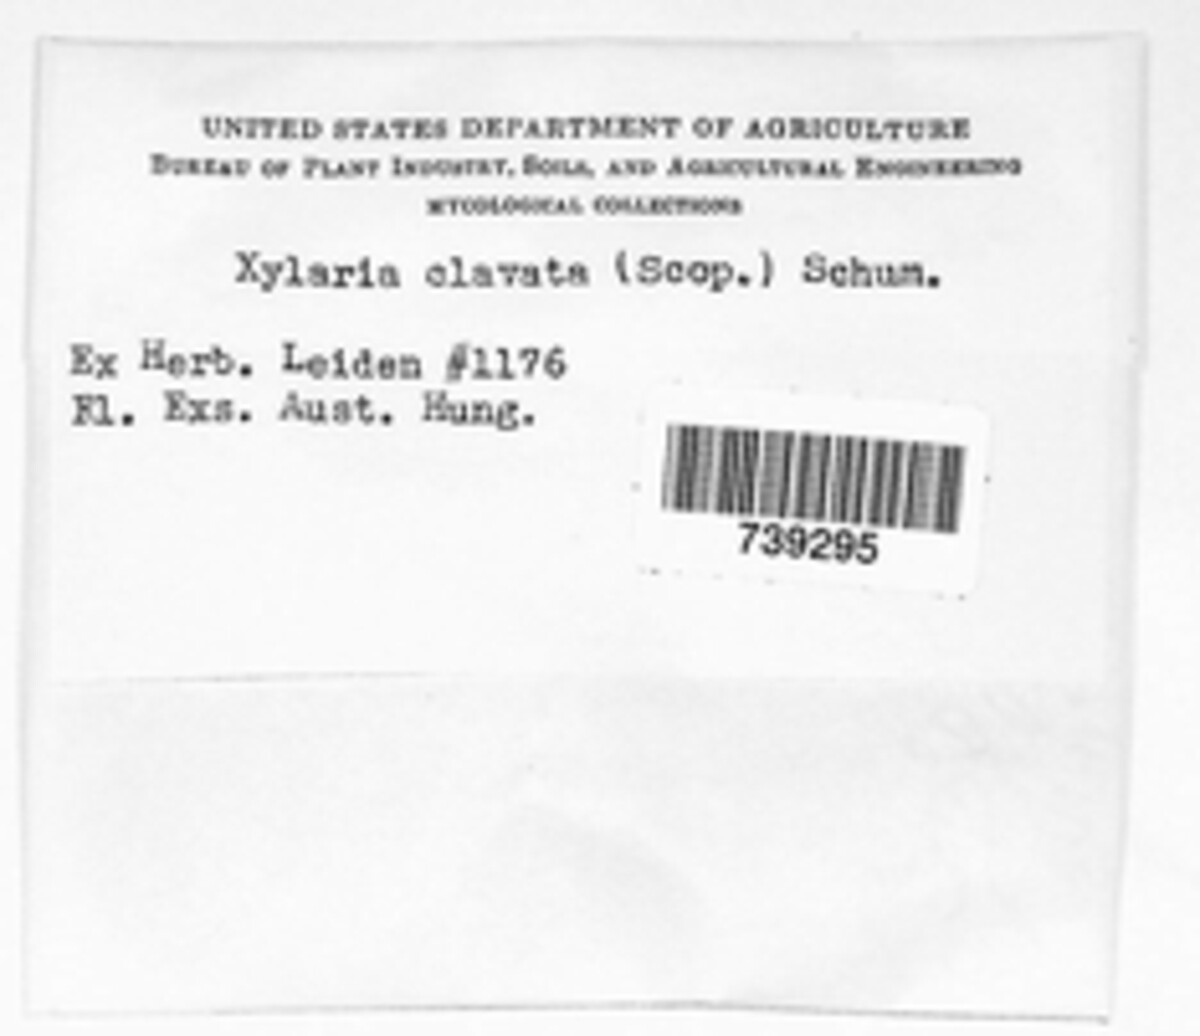 UNITED STATES DEPARTMENT OF AGRICULTURE
BUREAU OF PLANT INDUSTRY, SOILS, AND AGRICULTURAL ENGINEERING
MYCOLOGICAL COLLECTIONS
Xylaria clavata (Scop.) Schum.
Ex Herb. Leiden #1176
Fl. Exs. Aust. Hung.
739295